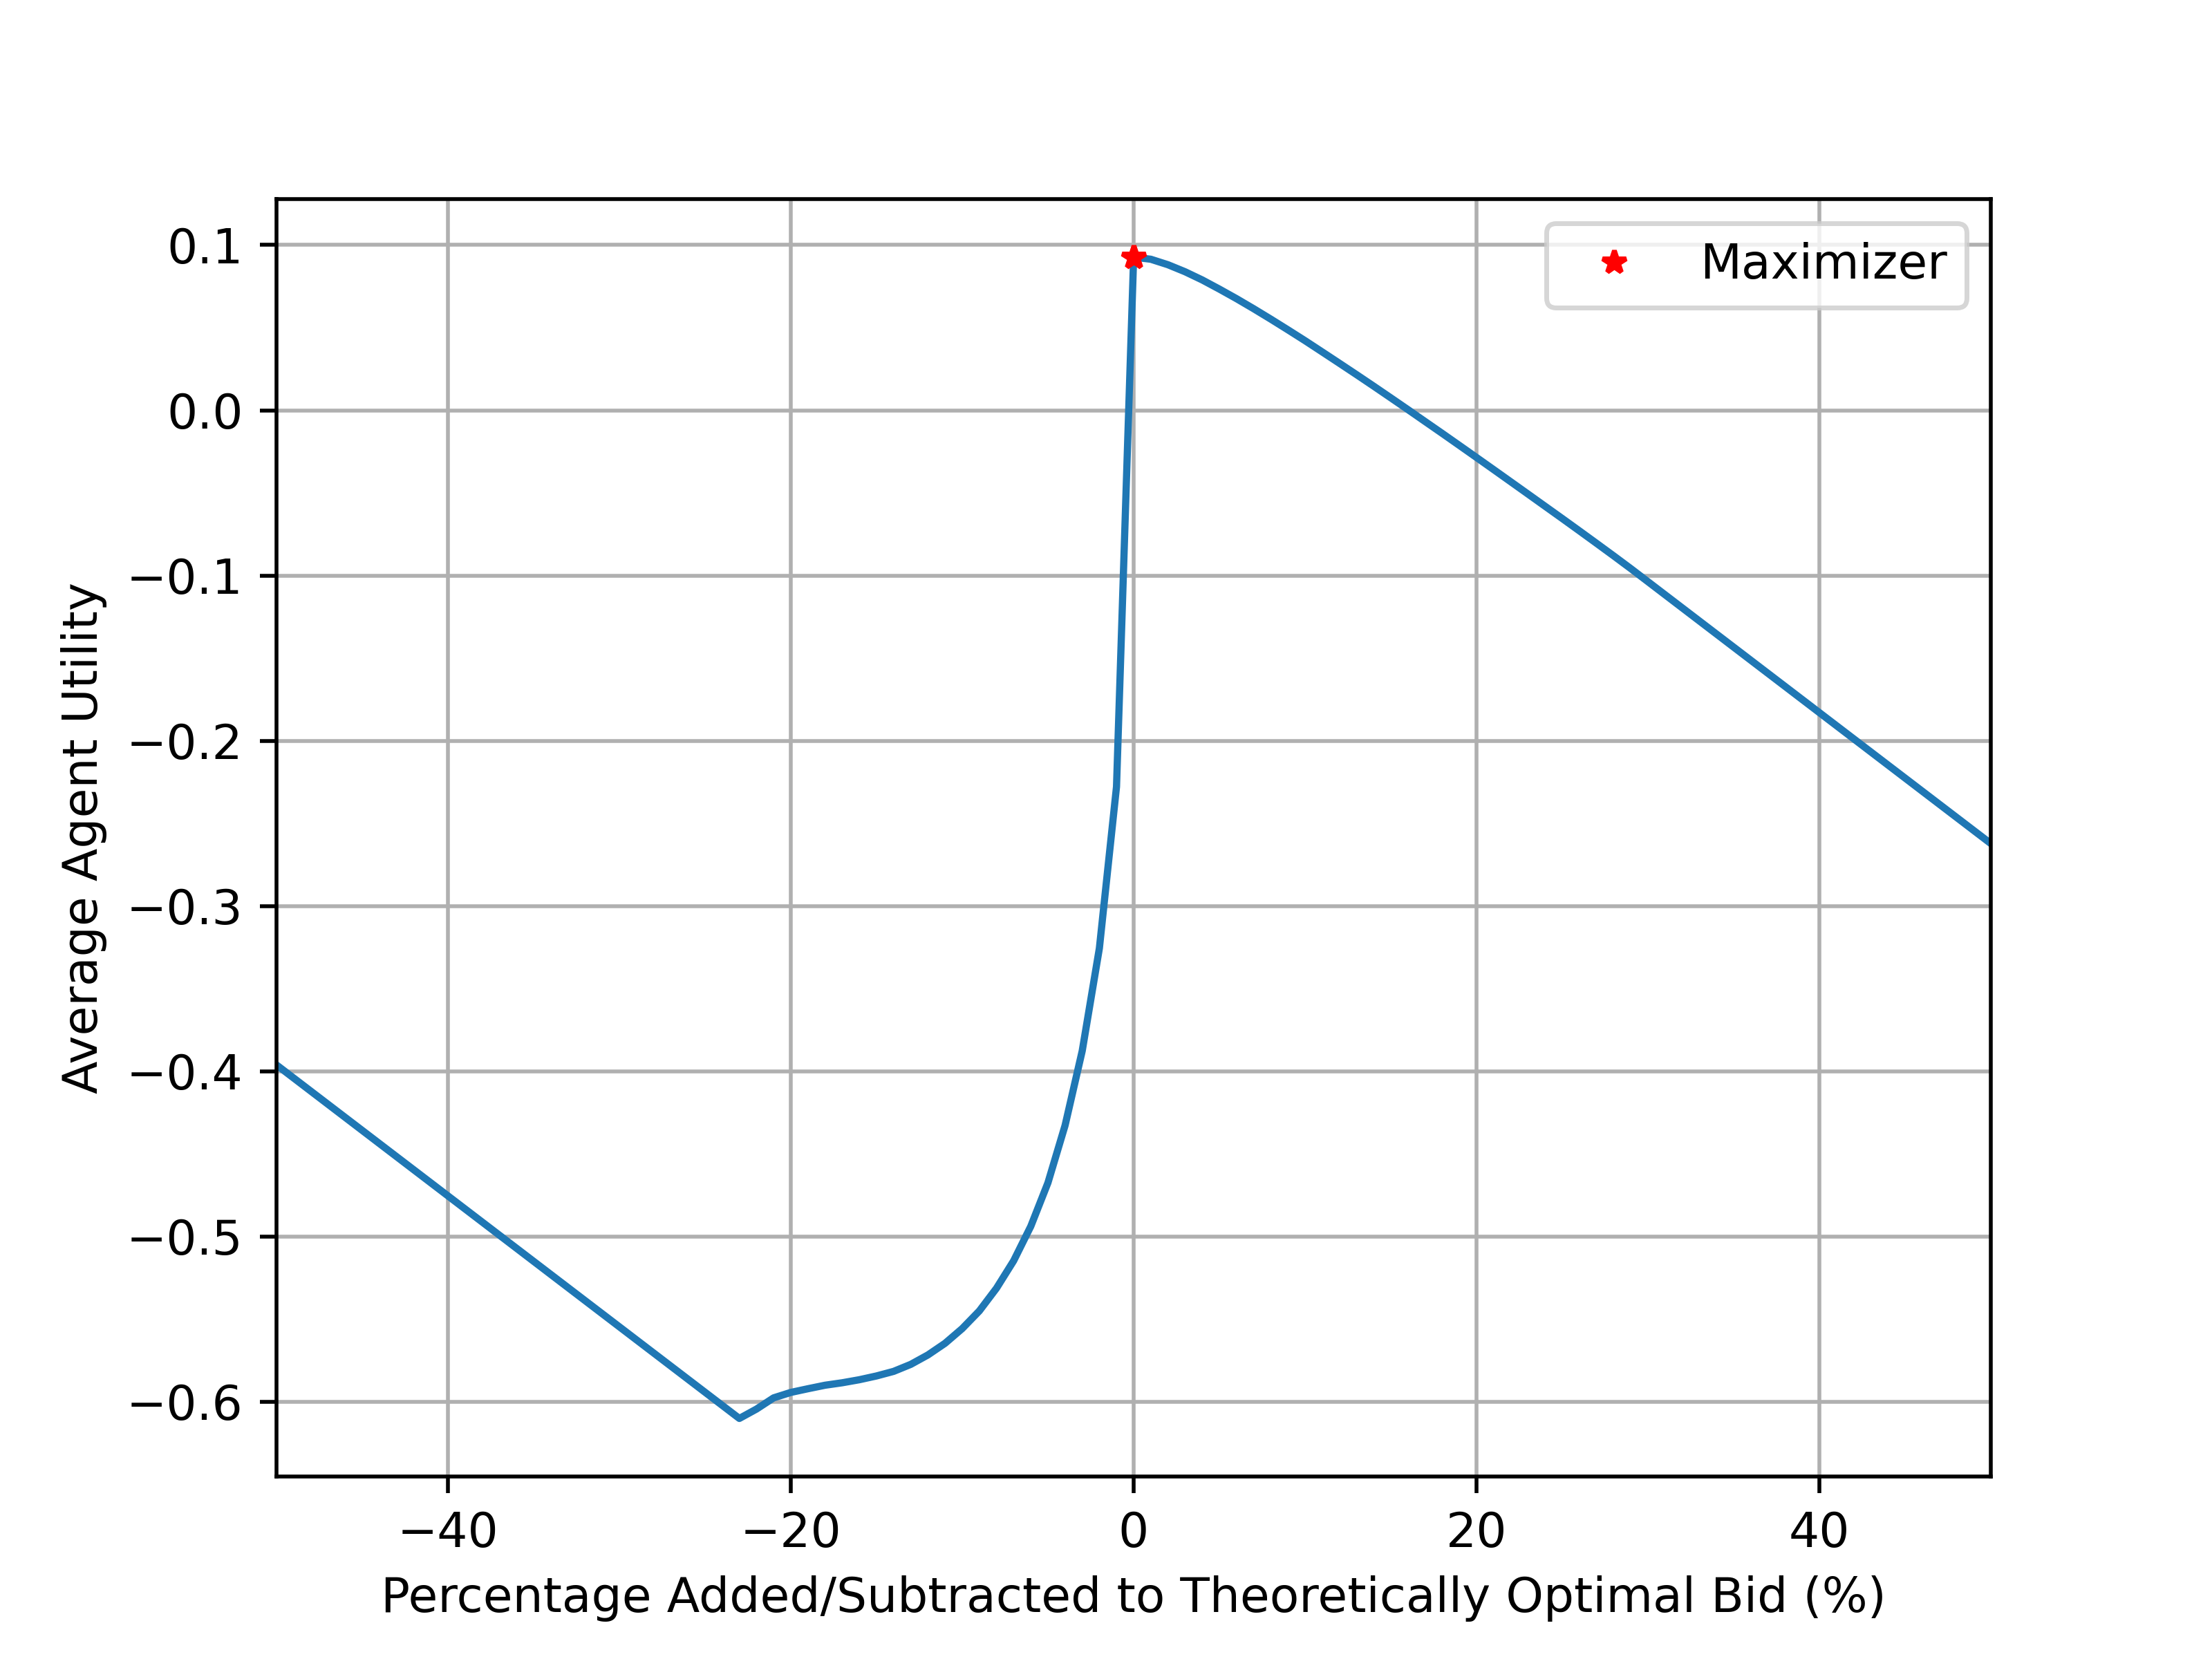 Maximizer
0.1
0.0
−0.1
−0.2
−0.3
−0.4
−0.5
−0.6
Average Agent Utility
−40 −20 0 20 40
Percentage Added/Subtracted to Theoretically Optimal Bid (%)